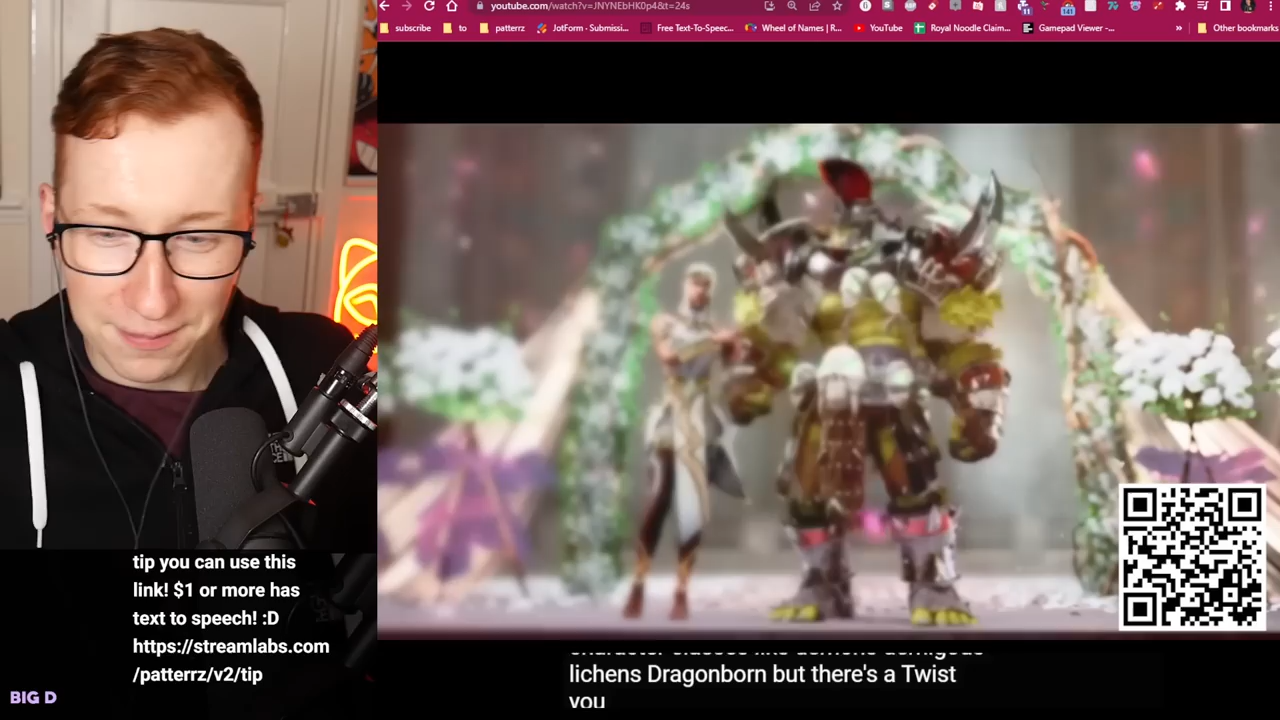 youtube.com/watch?v=JNYNEbHK0p4&t=24s
subscribe
to
patterrz
JotForm · Submissi...
Free Text-To-Speec...
Wheel of Names | R...
YouTube
Royal Noodle Claim...
Gamepad Viewer -...
»
Other bookmarks
tip you can use this
link! $1 or more has
text to speech! :D
https://streamlabs.com
/patterrz/v2/tip
BIG D
lichens Dragonborn but there's a Twist
you